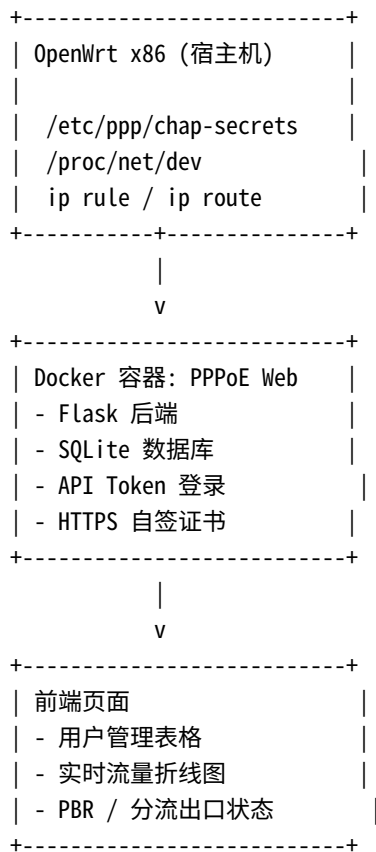 +---------------------------+
| OpenWrt x86 (宿主机) |
| |
| /etc/ppp/chap-secrets |
| /proc/net/dev |
| ip rule / ip route |
+-----------+---------------+
|
v
+---------------------------+
| Docker 容器: PPPoE Web |
| - Flask 后端 |
| - SQLite 数据库 |
| - API Token 登录 |
| - HTTPS 自签证书 |
+---------------------------+
|
v
+---------------------------+
| 前端页面 |
| - 用户管理表格 |
| - 实时流量折线图 |
| - PBR / 分流出口状态 |
+---------------------------+